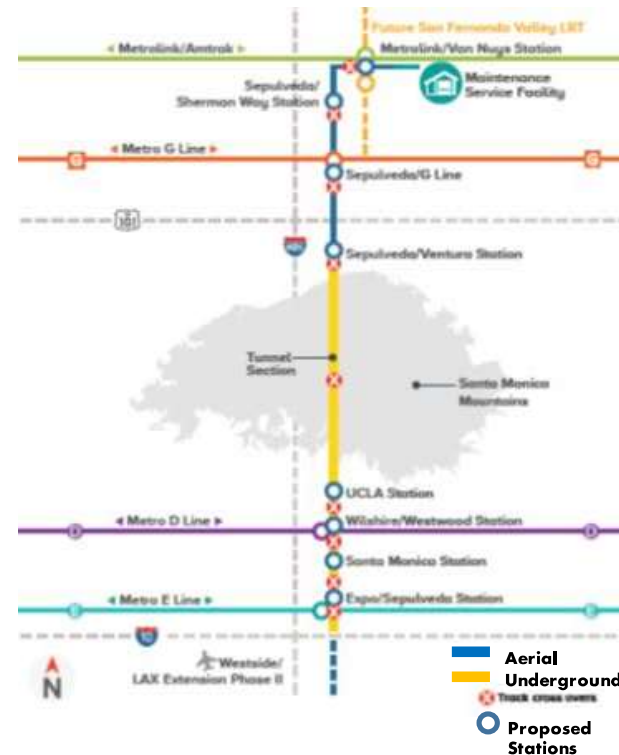 Future San Fernando Valley LRT
Metrolink/Amtrak
Metrolink/Van Nuys Station
Sepulveda/
Sherman Way Station
Maintenance
Service Facility
Metro G Line
G
G
Sepulveda/G Line
101
405
Sepulveda/Ventura Station
Tunnel
Section
Santa Monica
Mountains
UCLA Station
Metro D Line
Wilshire/Westwood Station
D
D
Santa Monica Station
Metro E Line
Expo/Sepulveda Station
E
E
10
Westside/
LAX Extension Phase II
N
Aerial
Underground
Track cross overs
Proposed
Stations